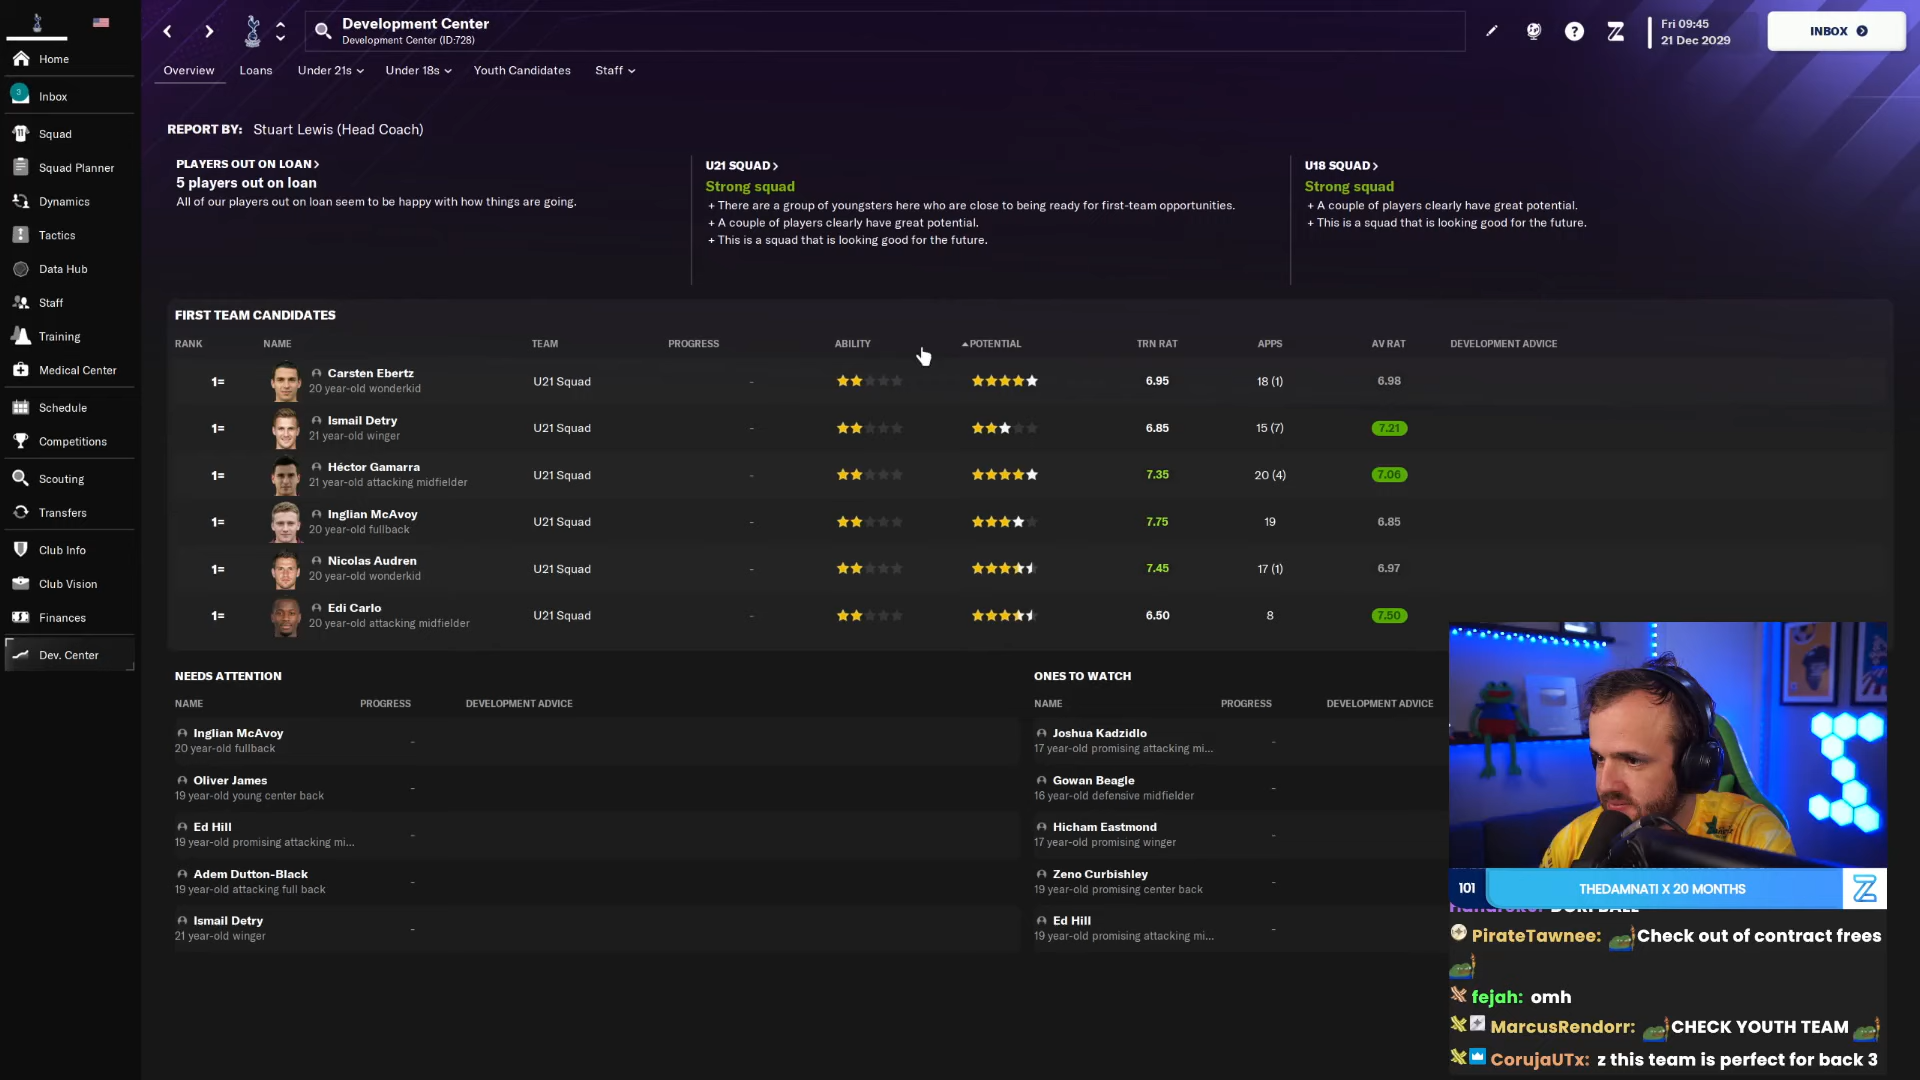 Development Center
Development Center (ID:728)
Fri 09:45
21 Dec 2029
INBOX
Home
3
Inbox
Squad
Squad Planner
Dynamics
Tactics
Data Hub
Staff
Training
Medical Center
Schedule
Competitions
Scouting
Transfers
Club Info
Club Vision
Finances
Dev. Center
Overview Loans Under 21s Under 18s Youth Candidates Staff
REPORT BY: Stuart Lewis (Head Coach)
PLAYERS OUT ON LOAN>
5 players out on loan
All of our players out on loan seem to be happy with how things are going.
U21 SQUAD>
Strong squad
+ There are a group of youngsters here who are close to being ready for first-team opportunities.
+ A couple of players clearly have great potential.
+ This is a squad that is looking good for the future.
U18 SQUAD>
Strong squad
+ A couple of players clearly have great potential.
+ This is a squad that is looking good for the future.
FIRST TEAM CANDIDATES
RANK NAME TEAM PROGRESS ABILITY POTENTIAL TRN RAT APPS AV RAT DEVELOPMENT ADVICE
1= Carsten Ebertz U21 Squad - 6.95 18 (1) 6.98
20 year-old wonderkid
1= Ismail Detry U21 Squad - 6.85 15 (7) 7.21
21 year-old winger
1= Héctor Gamarra U21 Squad - 7.35 20 (4) 7.06
21 year-old attacking midfielder
1= Inglian McAvoy U21 Squad - 7.75 19 6.85
20 year-old fullback
1= Nicolas Audren U21 Squad - 7.45 17 (1) 6.97
20 year-old wonderkid
1= Edi Carlo U21 Squad - 6.50 8 7.50
20 year-old attacking midfielder
NEEDS ATTENTION
NAME PROGRESS DEVELOPMENT ADVICE
Inglian McAvoy -
20 year-old fullback
Oliver James -
19 year-old young center back
Ed Hill -
19 year-old promising attacking mi...
Adem Dutton-Black -
19 year-old attacking full back
Ismail Detry -
21 year-old winger
ONES TO WATCH
NAME PROGRESS DEVELOPMENT ADVICE
Joshua Kadzidlo -
17 year-old promising attacking mi...
Gowan Beagle -
16 year-old defensive midfielder
Hicham Eastmond -
17 year-old promising winger
Zeno Curbishley -
19 year-old promising center back
Ed Hill -
19 year-old promising attacking mi...
101 THEDAMNATI X 20 MONTHS
PirateTawnee: Check out of contract frees
fejah: omh
MarcusRendorr: CHECK YOUTH TEAM
CorujaUTx: z this team is perfect for back 3